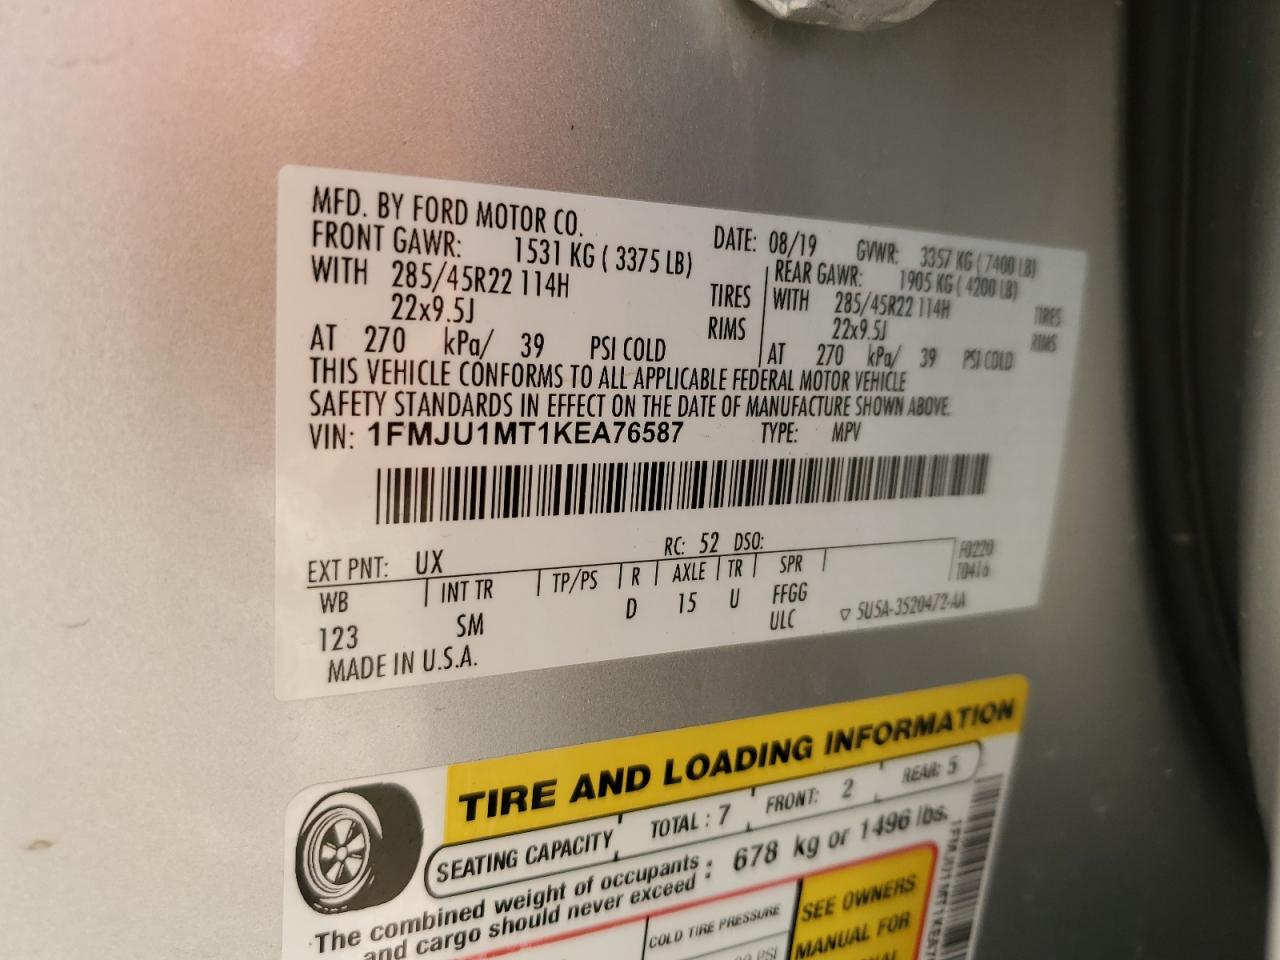 MFD. BY FORD MOTOR CO.
DATE: 08/19 GVWR: 3357 KG ( 7400 LB)
FRONT GAWR: 1531 KG ( 3375 LB) REAR GAWR: 1905 KG ( 4200 LB)
WITH 285/45R22 114H TIRES WITH 285/45R22 114H TIRES
22x9.5J RIMS 22x9.5J RIMS
AT 270 kPa/ 39 PSI COLD AT 270 kPa/ 39 PSI COLD
THIS VEHICLE CONFORMS TO ALL APPLICABLE FEDERAL MOTOR VEHICLE
SAFETY STANDARDS IN EFFECT ON THE DATE OF MANUFACTURE SHOWN ABOVE.
VIN: 1FMJU1MT1KEA76587 TYPE: MPV
EXT PNT: UX RC: 52 DSO: F0220
WB INT TR TP/PS R AXLE TR SPR T0416
123 SM D 15 U FFGG
ULC ▽ 5U5A-3520472-AA
MADE IN U.S.A.
TIRE AND LOADING INFORMATION
SEATING CAPACITY TOTAL : 7 FRONT: 2 REAR: 5
The combined weight of occupants : 678 kg or 1496 lbs.
and cargo should never exceed :
COLD TIRE PRESSURE
SEE OWNERS
MANUAL FOR